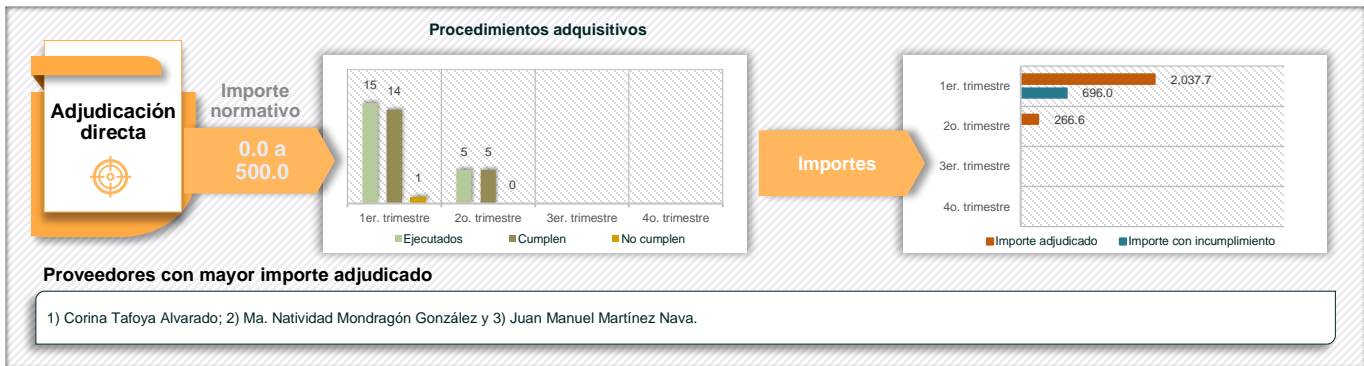 Procedimientos adquisitivos
Adjudicación
directa
Importe
normativo
0.0 a
500.0
15
14
1
5
5
0
1er. trimestre
2o. trimestre
3er. trimestre
4o. trimestre
Ejecutados
Cumplen
No cumplen
Importes
1er. trimestre
2,037.7
696.0
2o. trimestre
266.6
3er. trimestre
4o. trimestre
Importe adjudicado
Importe con incumplimiento
Proveedores con mayor importe adjudicado
1) Corina Tafoya Alvarado; 2) Ma. Natividad Mondragón González y 3) Juan Manuel Martínez Nava.